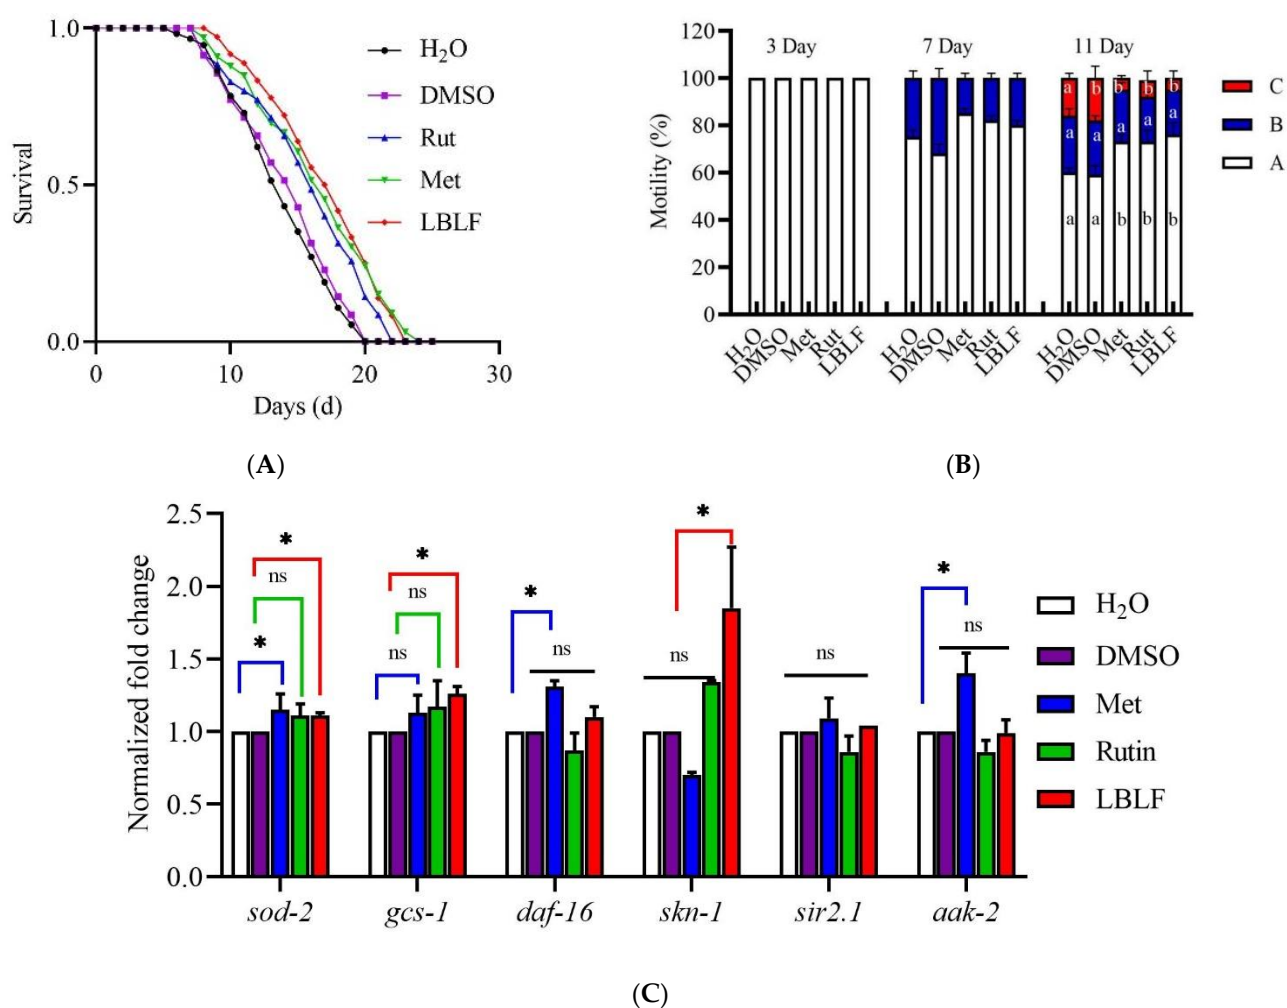 1.0
0.5
0.0
Survival
0
10
20
30
Days (d)
H₂O
DMSO
Rut
Met
LBLF
(A)
120
100
80
60
40
20
0
Motility (%)
3 Day
7 Day
11 Day
a b b b b
a a a a a
a a b b b
H₂O DMSO Met Rut LBLF
H₂O DMSO Met Rut LBLF
H₂O DMSO Met Rut LBLF
C
B
A
(B)
2.5
2.0
1.5
1.0
0.5
0.0
Normalized fold change
*
ns
*
*
ns
ns
*
ns
*
ns
ns
*
ns
sod-2
gcs-1
daf-16
skn-1
sir2.1
aak-2
H₂O
DMSO
Met
Rutin
LBLF
(C)